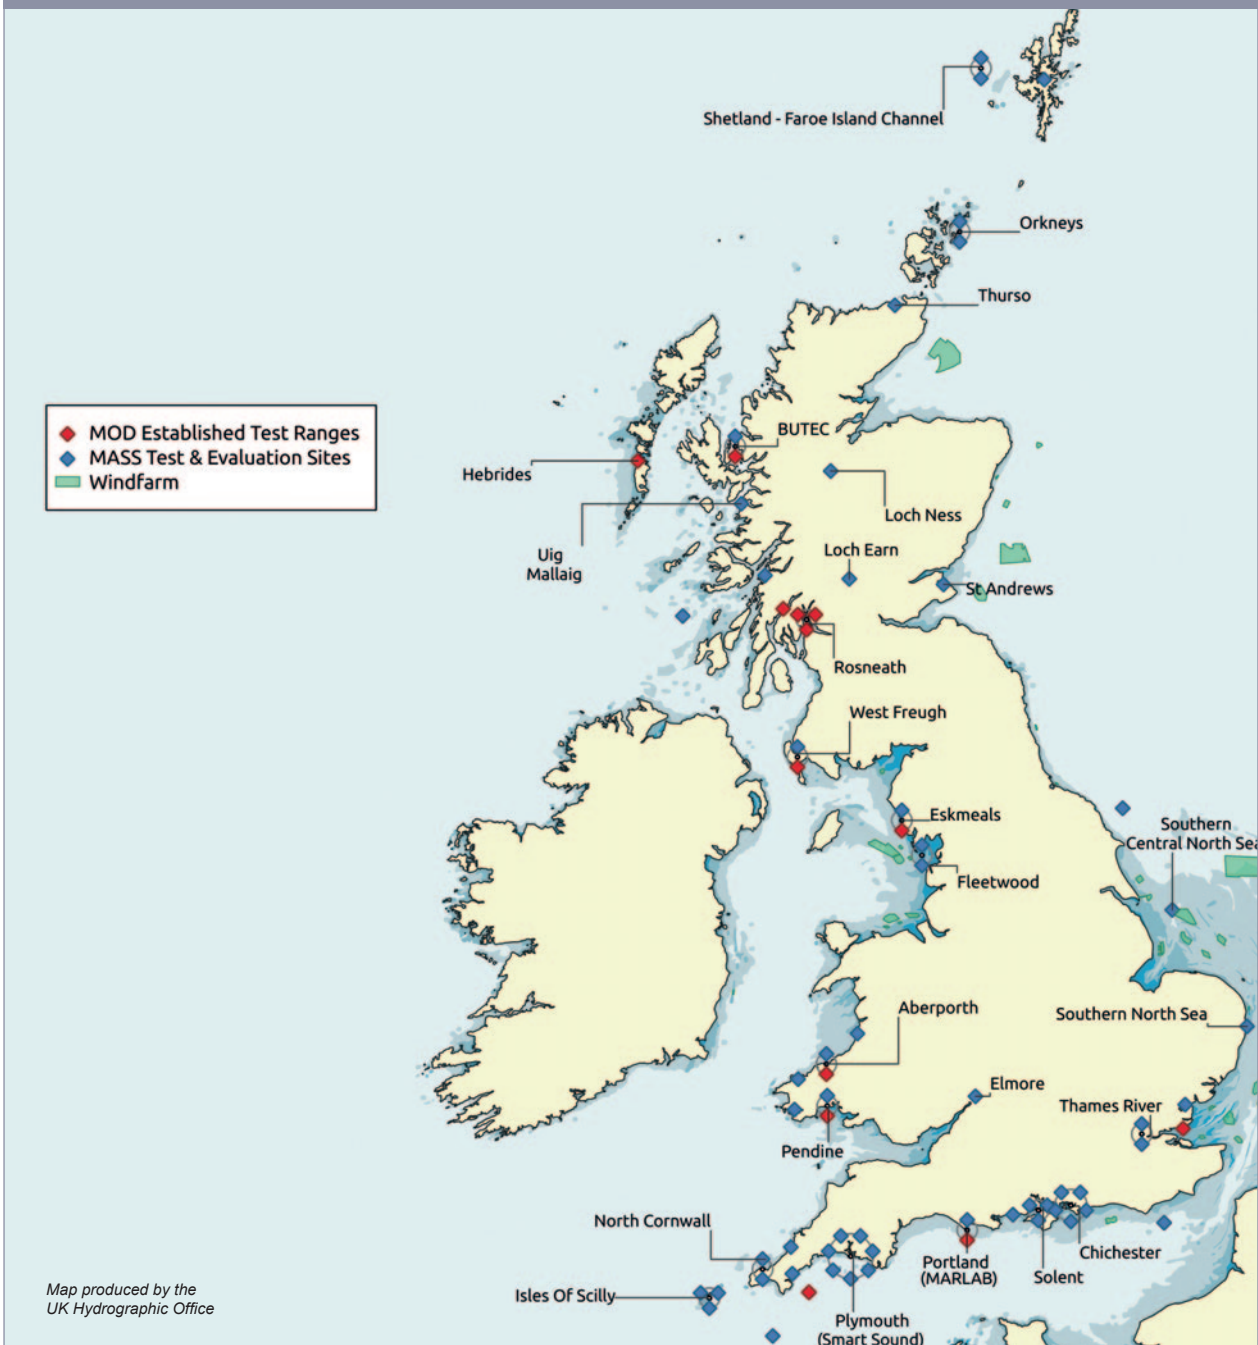 Shetland - Faroe Island Channel
Orkneys
Thurso
MOD Established Test Ranges
MASS Test & Evaluation Sites
Windfarm
BUTEC
Hebrides
Loch Ness
Uig
Mallaig
Loch Earn
St Andrews
Rosneath
West Freugh
Eskmeals
Southern
Central North Sea
Fleetwood
Aberporth
Southern North Sea
Elmore
Thames River
Pendine
North Cornwall
Chichester
Portland
(MARLAB)
Solent
Isles Of Scilly
Plymouth
(Smart Sound)
Map produced by the
UK Hydrographic Office